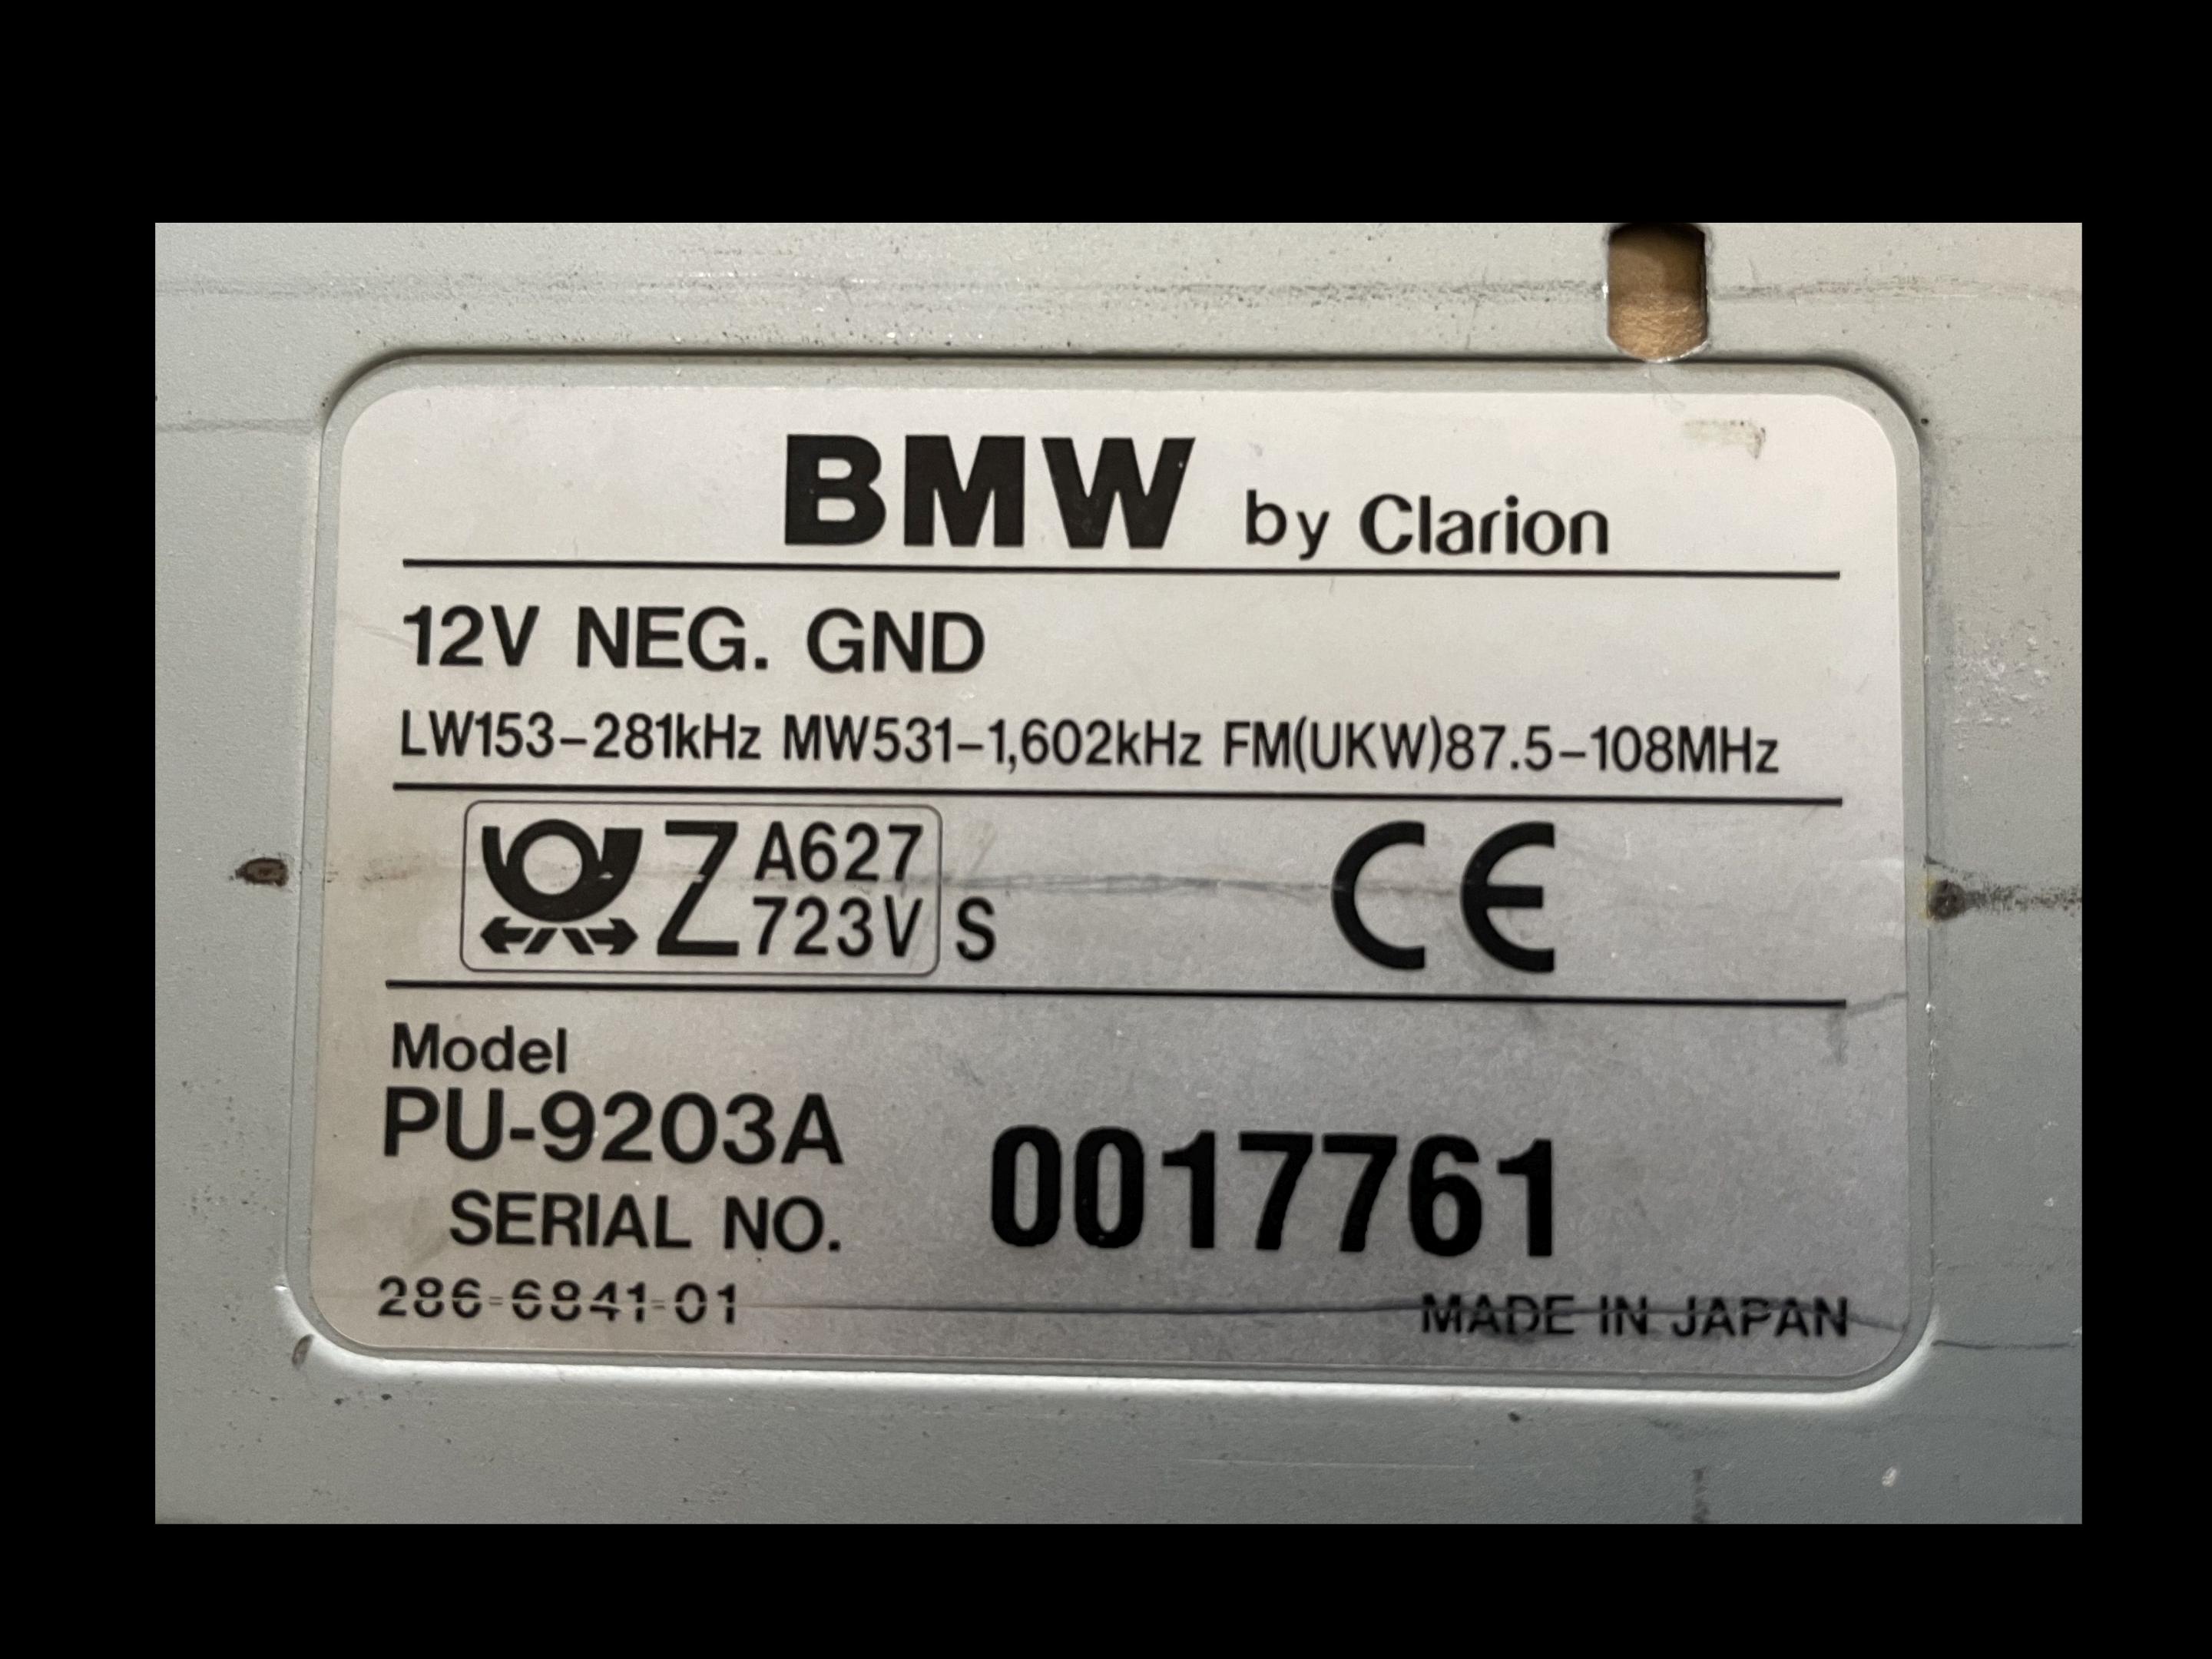 BMW by Clarion
12V NEG. GND
LW153–281kHz MW531–1,602kHz FM(UKW)87.5–108MHz
Z A627
723V S
CE
Model
PU-9203A
SERIAL NO. 0017761
286-6841-01
MADE IN JAPAN